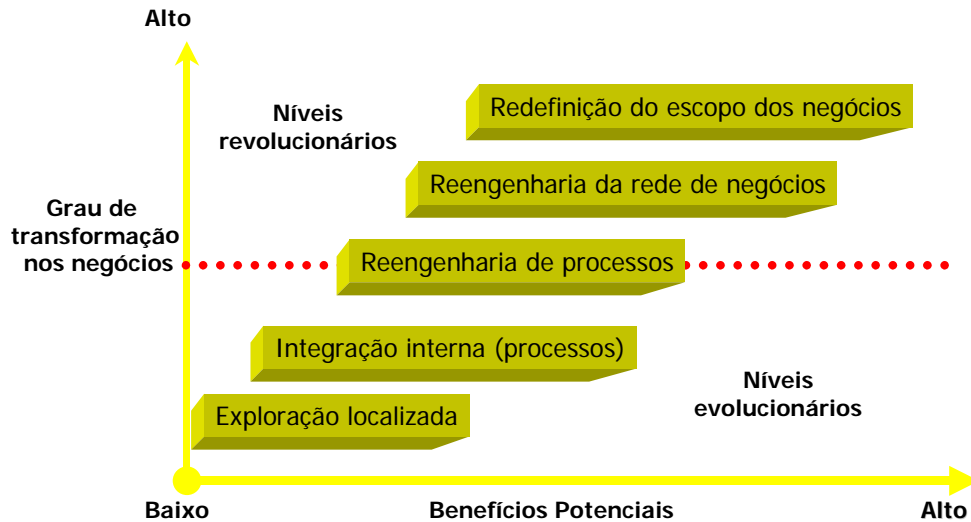 Alto
Níveis
revolucionários
Redefinição do escopo dos negócios
Reengenharia da rede de negócios
Grau de
transformação
nos negócios
Reengenharia de processos
Integração interna (processos)
Níveis
evolucionários
Exploração localizada
Baixo
Benefícios Potenciais
Alto